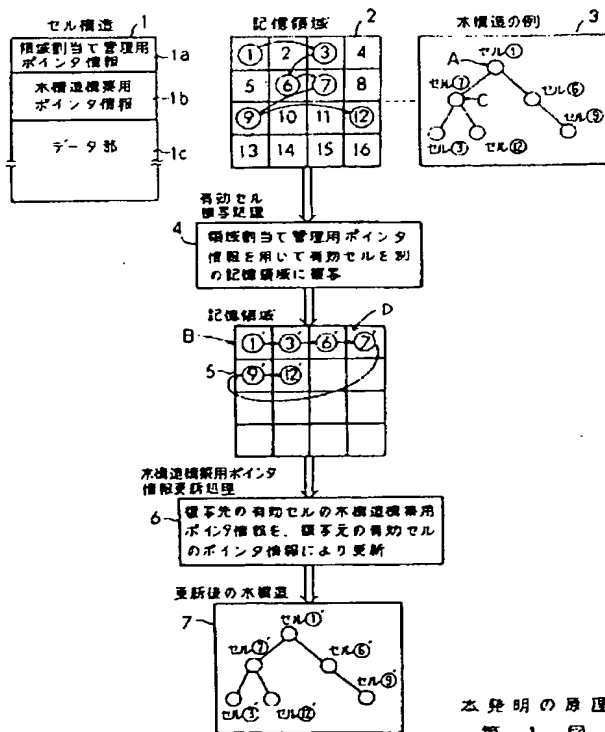 セル構造
1
領域割当て管理用
ポインタ情報
1a
木構造構築用
ポインタ情報
1b
データ部
1c
記憶領域
2
① 2 ③ 4
5 ⑥ ⑦ 8
⑨ 10 11 ⑫
13 14 15 16
木構造の例
3
A
セル①
セル⑦
C
セル⑥
セル⑨
セル③
セル⑫
有効セル
複写処理
4
領域割当て管理用ポインタ
情報を用いて有効セルを別
の記憶領域に複写
記憶領域
D
B
①' ③' ⑥' ⑦'
5
⑨' ⑫'
木構造構築用ポインタ
情報更新処理
6
複写先の有効セルの木構造構築用
ポインタ情報を、複写元の有効セル
のポインタ情報により更新
更新後の木構造
7
セル①'
セル⑦'
セル⑥'
セル⑨'
セル③'
セル⑫'
本発明の原理
第 1 図